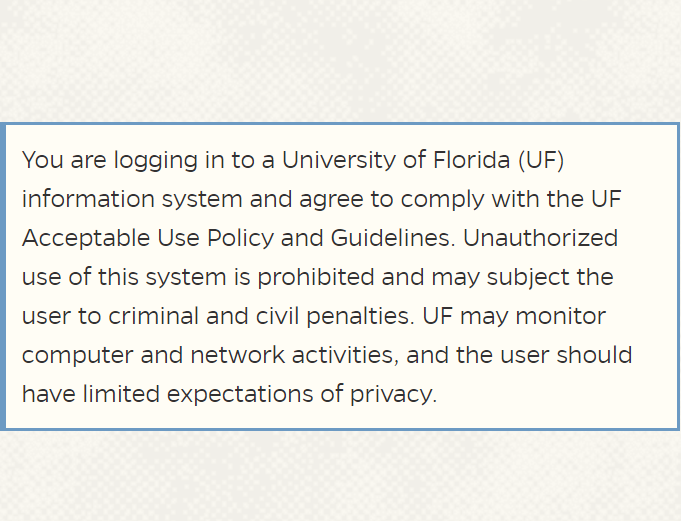 You are logging in to a University of Florida (UF)
information system and agree to comply with the UF
Acceptable Use Policy and Guidelines. Unauthorized
use of this system is prohibited and may subject the
user to criminal and civil penalties. UF may monitor
computer and network activities, and the user should
have limited expectations of privacy.